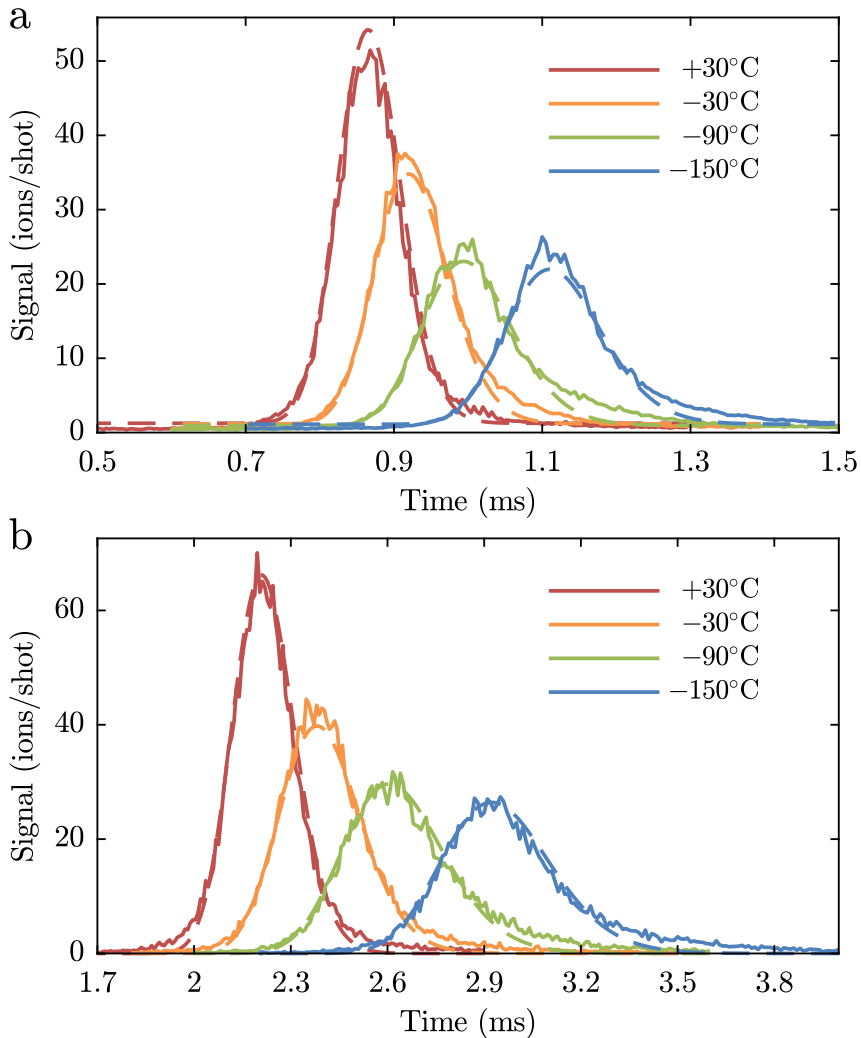 a
Signal (ions/shot)
50
40
30
20
10
0
+30°C
−30°C
−90°C
−150°C
0.5 0.7 0.9 1.1 1.3 1.5
Time (ms)
b
Signal (ions/shot)
60
40
20
0
+30°C
−30°C
−90°C
−150°C
1.7 2 2.3 2.6 2.9 3.2 3.5 3.8
Time (ms)